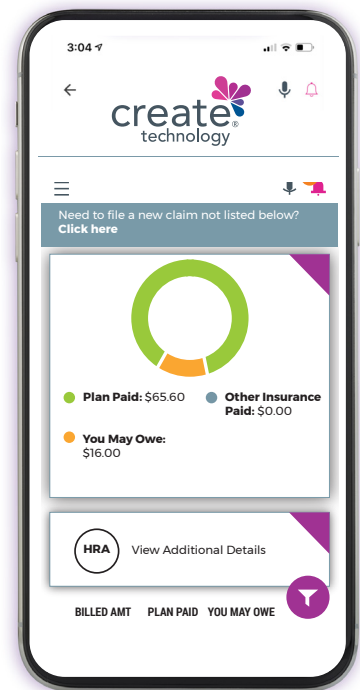 3:04
create®
technology
Need to file a new claim not listed below?
Click here
Plan Paid: $65.60
Other Insurance
Paid: $0.00
You May Owe:
$16.00
HRA
View Additional Details
BILLED AMT PLAN PAID YOU MAY OWE